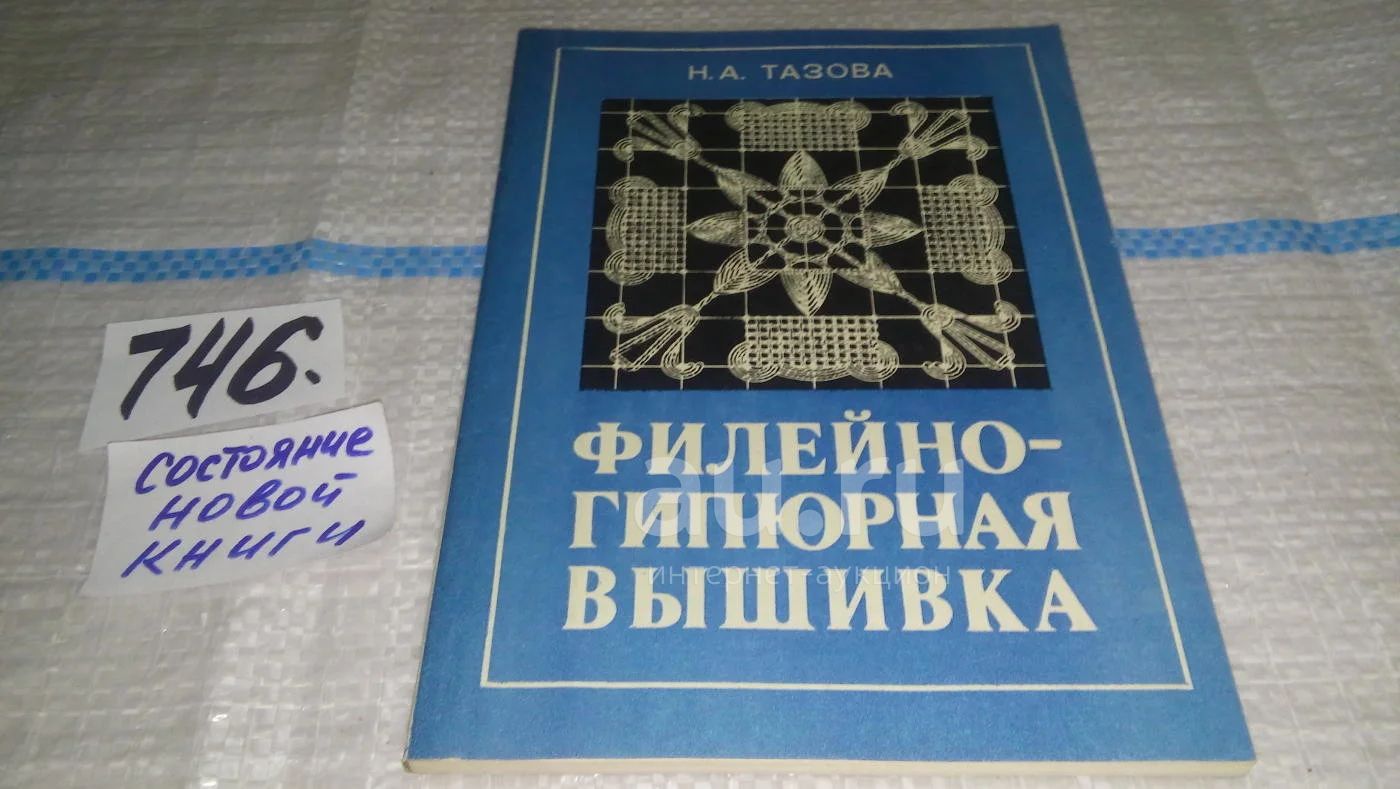 Н.А. ТАЗОВА
ФИЛЕЙНО-
ГИПЮРНАЯ
ВЫШИВКА
746.
СОСТОЯНИЕ
НОВОЙ
КНИГИ
au.ru
интернет-аукцион